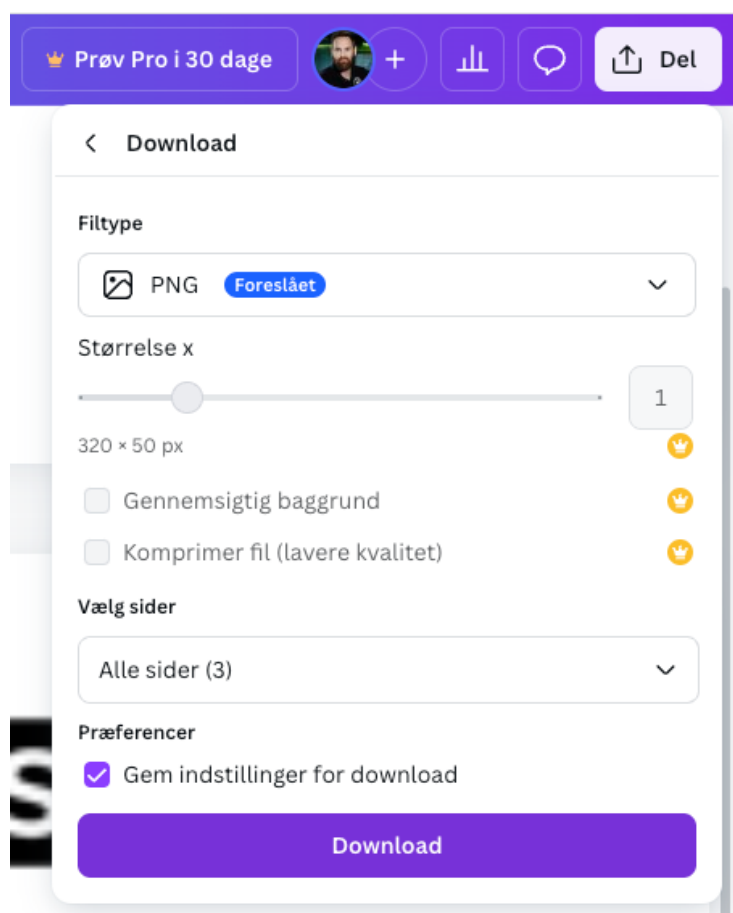 Prøv Pro i 30 dage
Del
Download
Filtype
PNG Foreslået
Størrelse x
1
320 × 50 px
Gennemsigtig baggrund
Komprimer fil (lavere kvalitet)
Vælg sider
Alle sider (3)
Præferencer
Gem indstillinger for download
Download